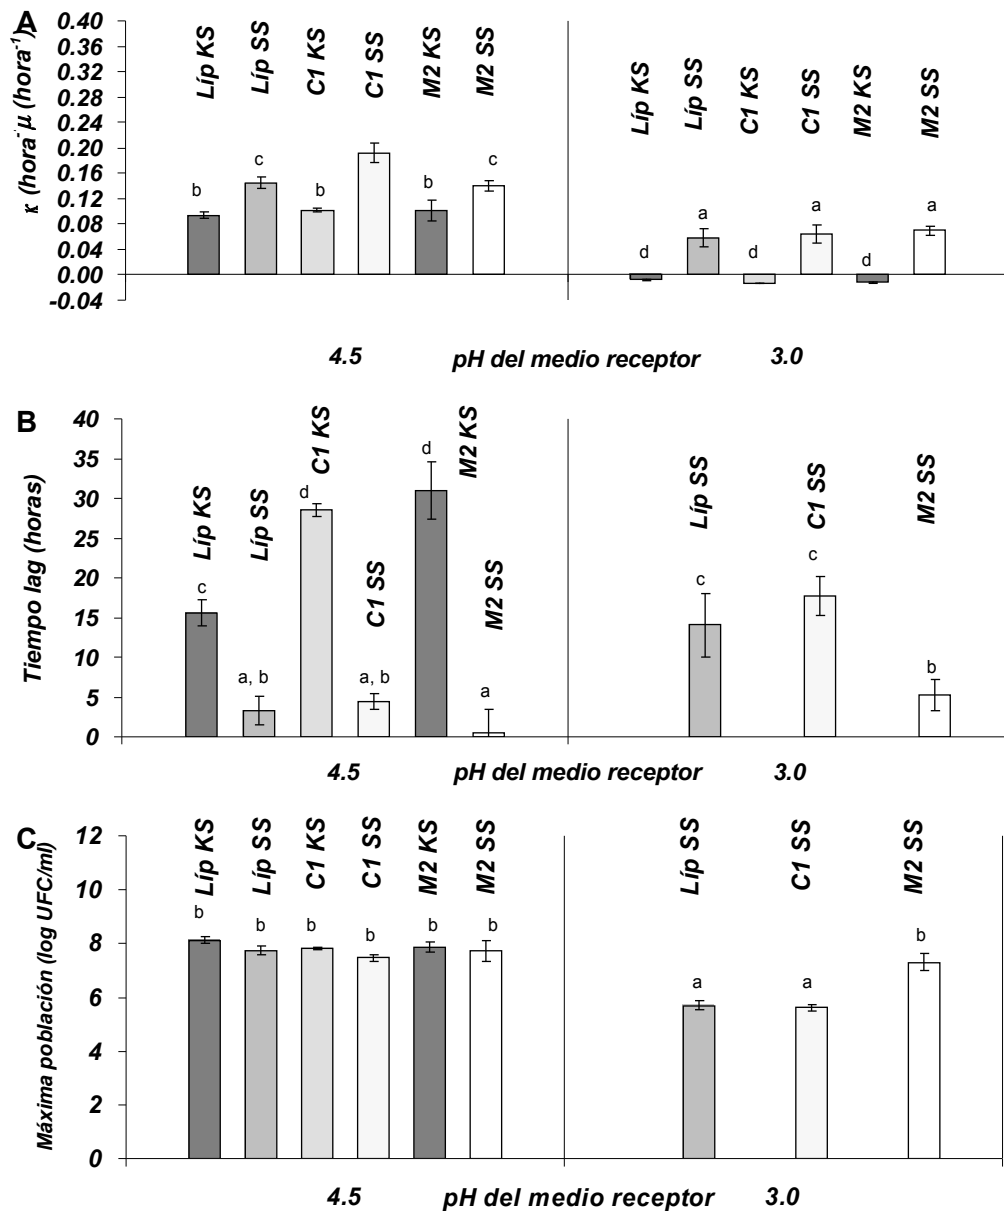 A
κ (hora⁻¹μ (hora⁻¹)
0.40
0.36
0.32
0.28
0.24
0.20
0.16
0.12
0.08
0.04
0.00
-0.04
Líp KS
Líp SS
C1 KS
C1 SS
M2 KS
M2 SS
b
c
b
b
c
Líp KS
Líp SS
C1 KS
C1 SS
M2 KS
M2 SS
d
a
d
a
d
a
4.5 pH del medio receptor 3.0
B
Tiempo lag (horas)
40
35
30
25
20
15
10
5
0
Líp KS
Líp SS
C1 KS
C1 SS
M2 KS
M2 SS
c
a, b
d
a, b
d
a
Líp SS
C1 SS
M2 SS
c
c
b
4.5 pH del medio receptor 3.0
C
Máxima población (log UFC/ml)
12
10
8
6
4
2
0
Líp KS
Líp SS
C1 KS
C1 SS
M2 KS
M2 SS
b
b
b
b
b
b
Líp SS
C1 SS
M2 SS
a
a
b
4.5 pH del medio receptor 3.0